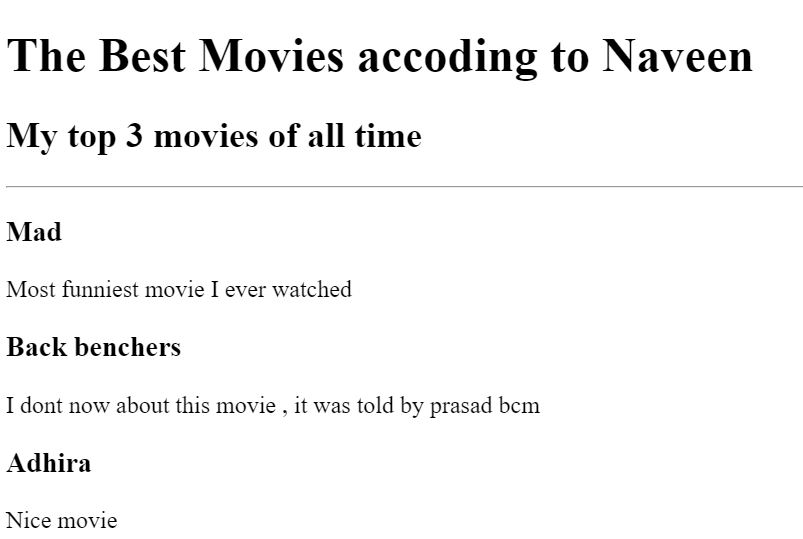 The Best Movies accoding to Naveen
My top 3 movies of all time
Mad
Most funniest movie I ever watched
Back benchers
I dont now about this movie , it was told by prasad bcm
Adhira
Nice movie